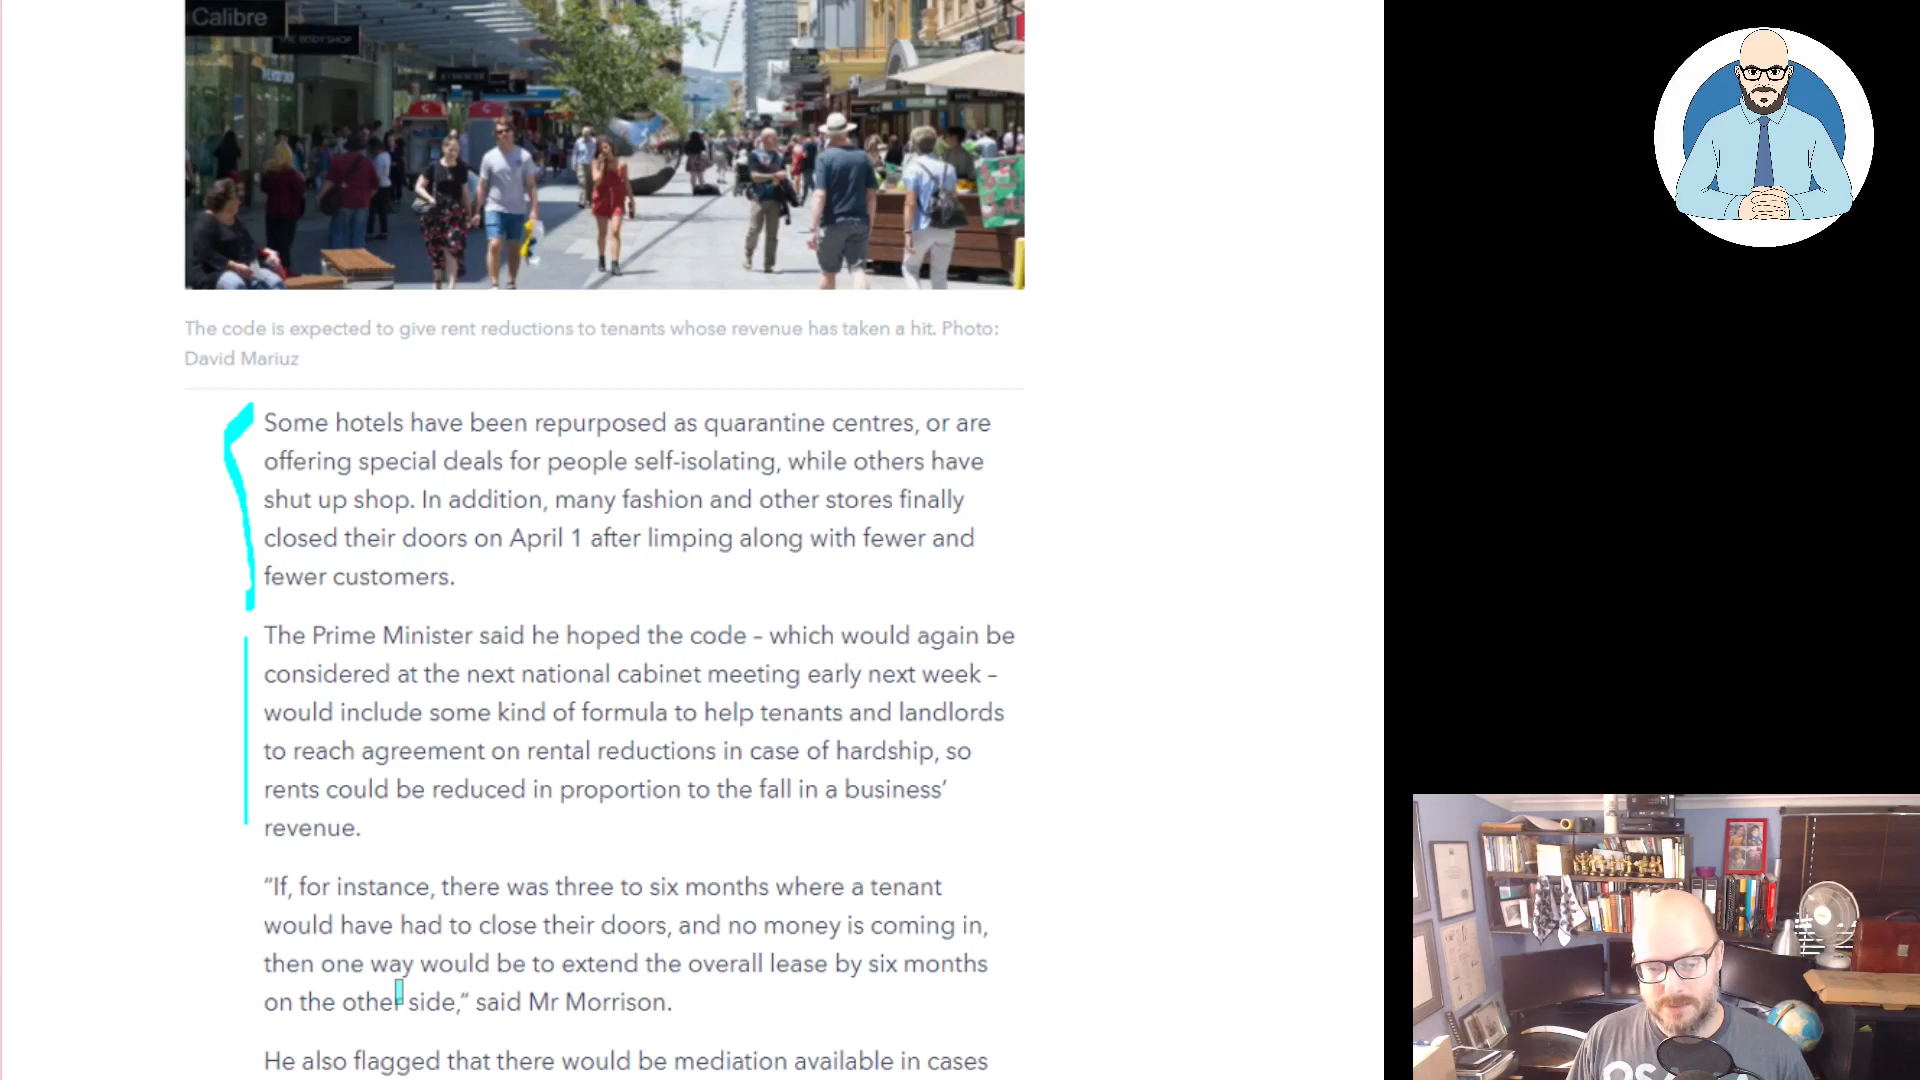 Calibre
THE BODY SHOP
The code is expected to give rent reductions to tenants whose revenue has taken a hit. Photo:
David Mariuz
Some hotels have been repurposed as quarantine centres, or are
offering special deals for people self-isolating, while others have
shut up shop. In addition, many fashion and other stores finally
closed their doors on April 1 after limping along with fewer and
fewer customers.
The Prime Minister said he hoped the code – which would again be
considered at the next national cabinet meeting early next week –
would include some kind of formula to help tenants and landlords
to reach agreement on rental reductions in case of hardship, so
rents could be reduced in proportion to the fall in a business’
revenue.
“If, for instance, there was three to six months where a tenant
would have had to close their doors, and no money is coming in,
then one way would be to extend the overall lease by six months
on the other side,” said Mr Morrison.
He also flagged that there would be mediation available in cases